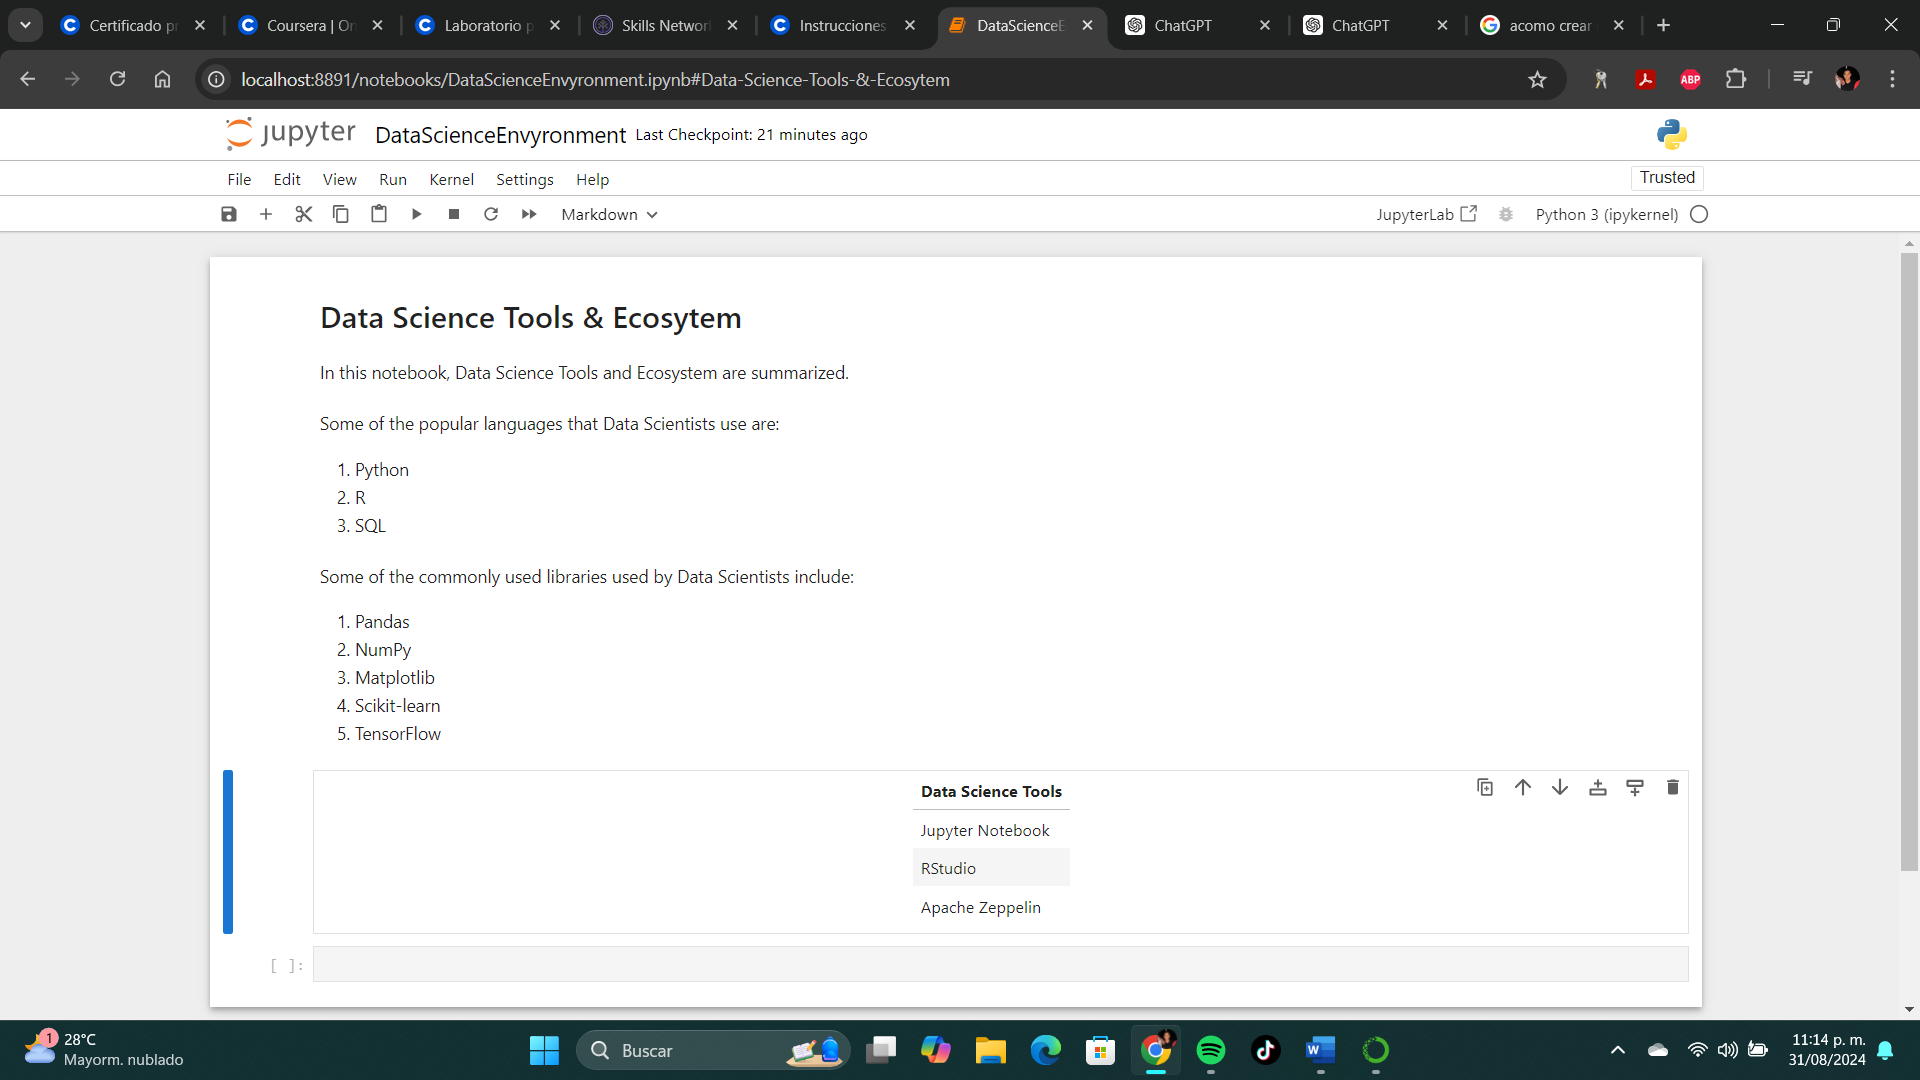 Certificado pr
Coursera | On
Laboratorio p
Skills Network
Instrucciones
DataScienceE
ChatGPT
ChatGPT
acomo crear
localhost:8891/notebooks/DataScienceEnvyronment.ipynb#Data-Science-Tools-&-Ecosytem
ABP
jupyter DataScienceEnvyronment Last Checkpoint: 21 minutes ago
File Edit View Run Kernel Settings Help
Trusted
Markdown
JupyterLab
Python 3 (ipykernel)
Data Science Tools & Ecosytem
In this notebook, Data Science Tools and Ecosystem are summarized.
Some of the popular languages that Data Scientists use are:
1. Python
2. R
3. SQL
Some of the commonly used libraries used by Data Scientists include:
1. Pandas
2. NumPy
3. Matplotlib
4. Scikit-learn
5. TensorFlow
Data Science Tools
Jupyter Notebook
RStudio
Apache Zeppelin
[ ]:
1
28°C
Mayorm. nublado
Buscar
11:14 p. m.
31/08/2024